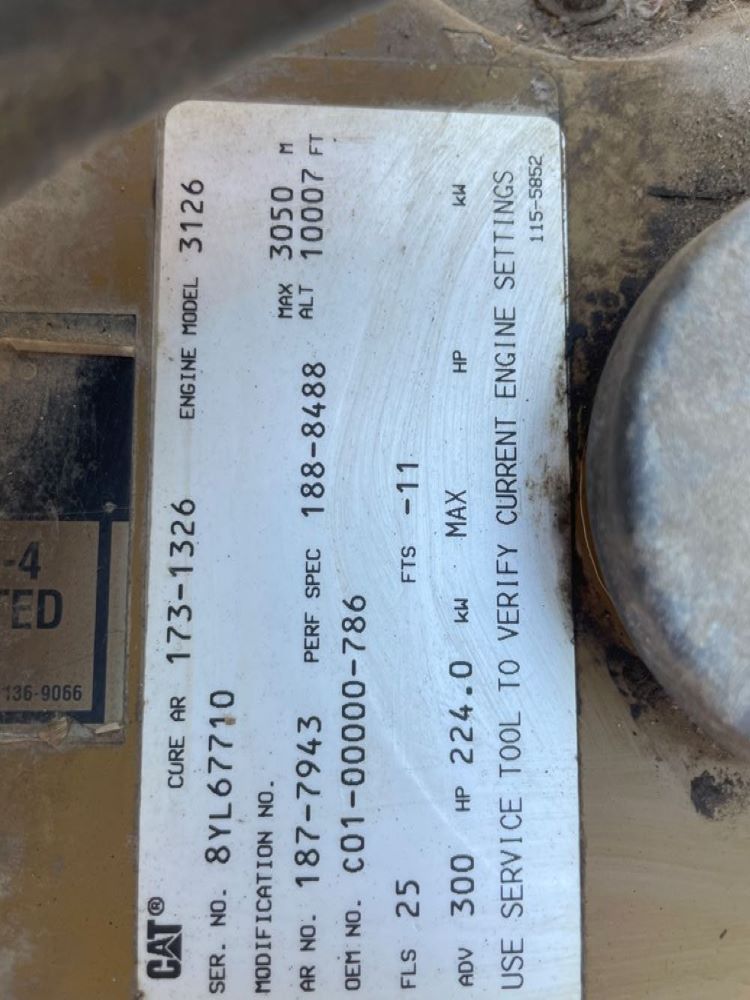 CAT®
CURE AR 173-1326 ENGINE MODEL 3126
SER. NO. 8YL67710
MODIFICATION NO.
MAX 3050 M
AR NO. 187-7943 PERF SPEC 188-8488 ALT 10007 FT
OEM NO. C01-00000-786
FLS 25 FTS -11
ADV 300 HP 224.0 kW MAX HP kW
USE SERVICE TOOL TO VERIFY CURRENT ENGINE SETTINGS
115-5852
-4
TED
136-9066